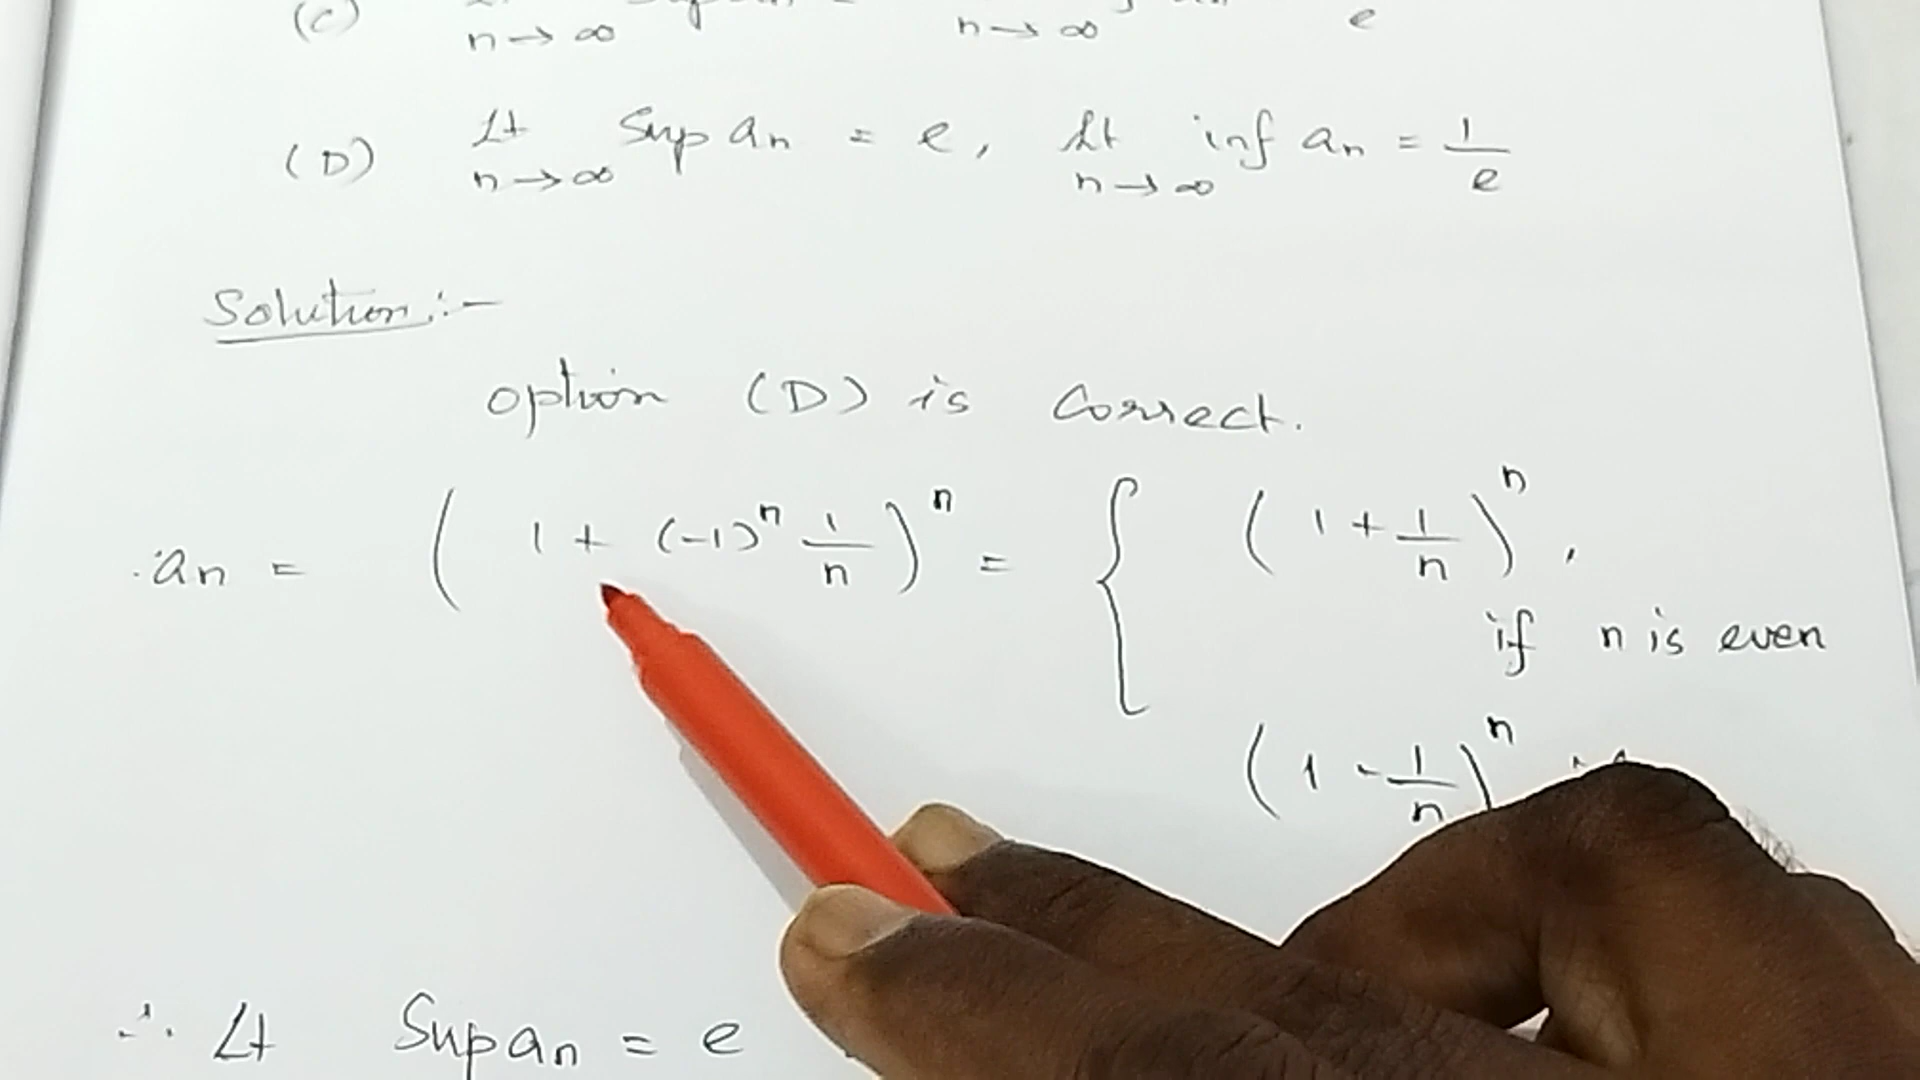 (C) n→∞ n→∞ e
(D) Lt n→∞ Sup an = e, Lt n→∞ inf an = 1/e
Solution:-
option (D) is correct.
an = ( 1 + (-1)^n 1/n )^n = { ( 1 + 1/n )^n ,
if n is even
( 1 - 1/n )^n
∴ Lt Sup an = e